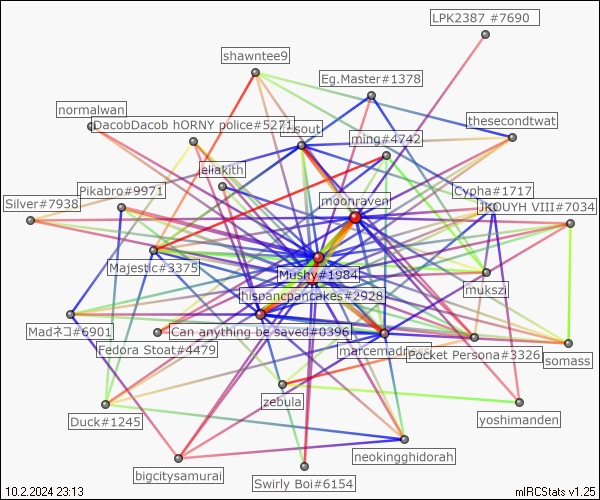 LPK2387 #7690
shawntee9
Eg.Master#1378
normalwan
thesecondtwat
DacobDacob hORNY police#5271
sout
ming#4742
eliakith
Pikabro#9971
Cypha#1717
Silver#7938
moonraven
JKOUYH VIII#7034
Majestic#3375
Mushy#1984
mukszi
hispancpancakes#2928
Madネコ#6901
Can anything be saved#0396
Fedora Stoat#4479
Pocket Persona#3326
somass
zebula
Duck#1245
yoshimanden
neokingghidorah
bigcitysamurai
Swirly Boi#6154
10.2.2024 23:13
mIRCStats v1.25